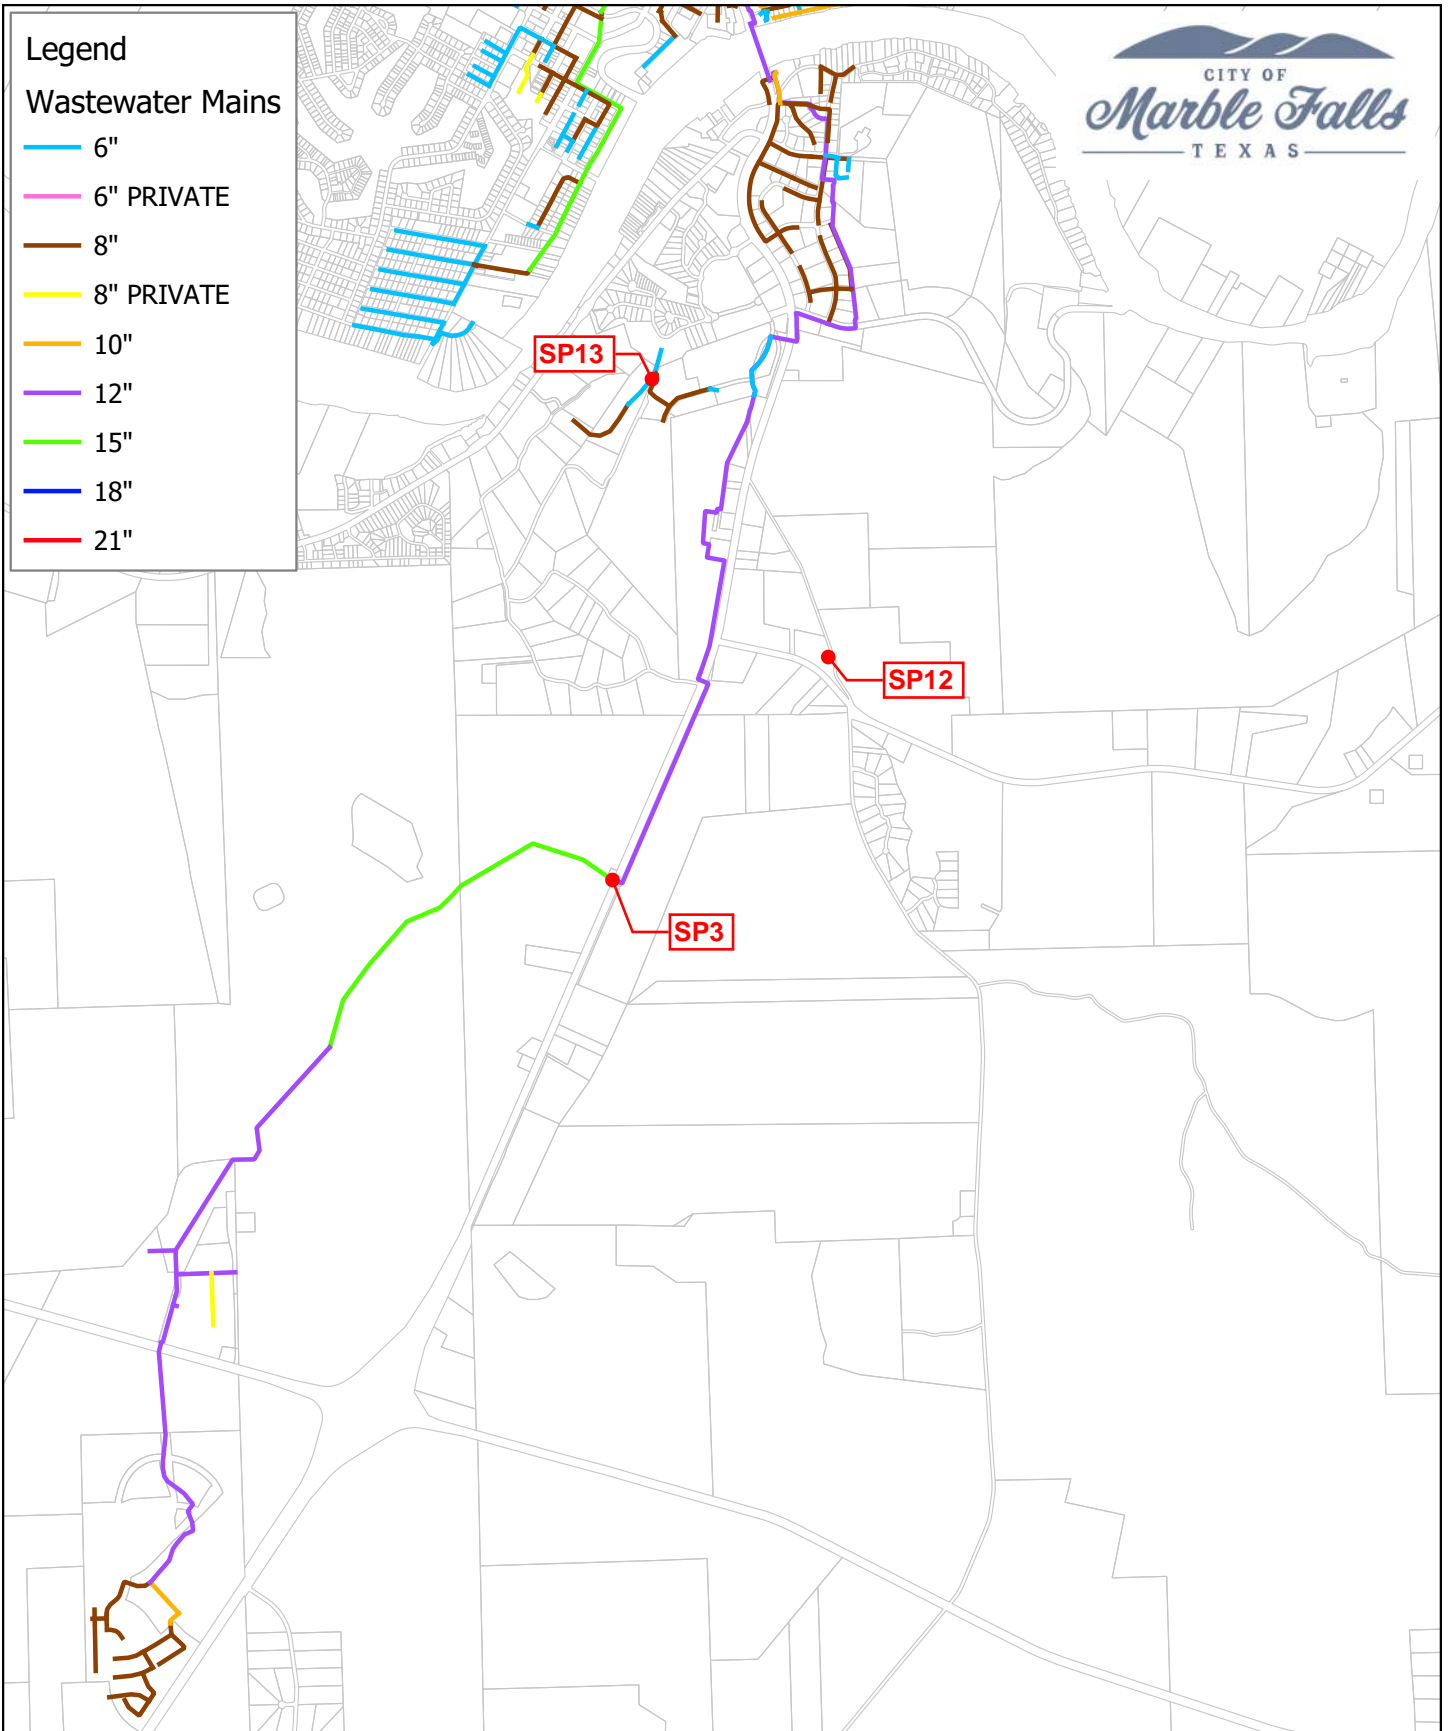 Legend
Wastewater Mains
6"
6" PRIVATE
8"
8" PRIVATE
10"
12"
15"
18"
21"
CITY OF
Marble Falls
TEXAS
SP13
SP12
SP3